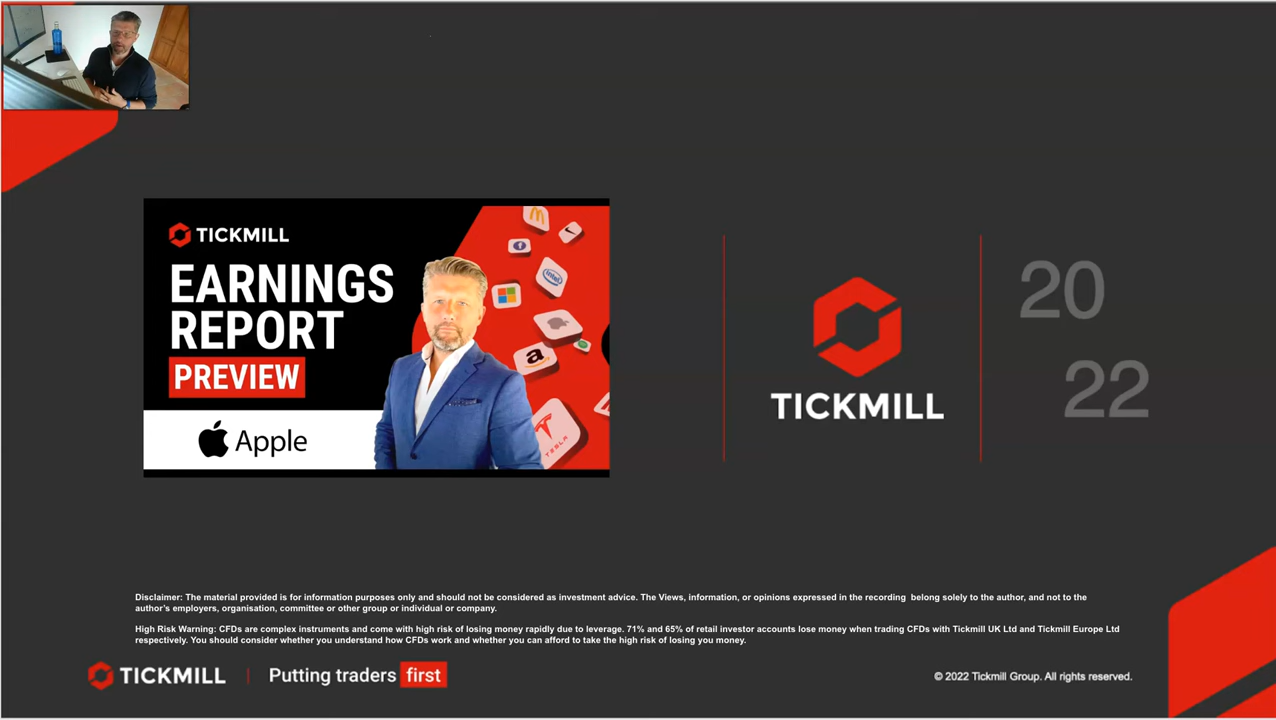 TICKMILL
EARNINGS
REPORT
PREVIEW
Apple
intel
a
TESLA
TICKMILL
20
22
Disclaimer: The material provided is for information purposes only and should not be considered as investment advice. The Views, information, or opinions expressed in the recording belong solely to the author, and not to the
author's employers, organisation, committee or other group or individual or company.
High Risk Warning: CFDs are complex instruments and come with high risk of losing money rapidly due to leverage. 71% and 65% of retail investor accounts lose money when trading CFDs with Tickmill UK Ltd and Tickmill Europe Ltd
respectively. You should consider whether you understand how CFDs work and whether you can afford to take the high risk of losing you money.
TICKMILL
Putting traders first
© 2022 Tickmill Group. All rights reserved.